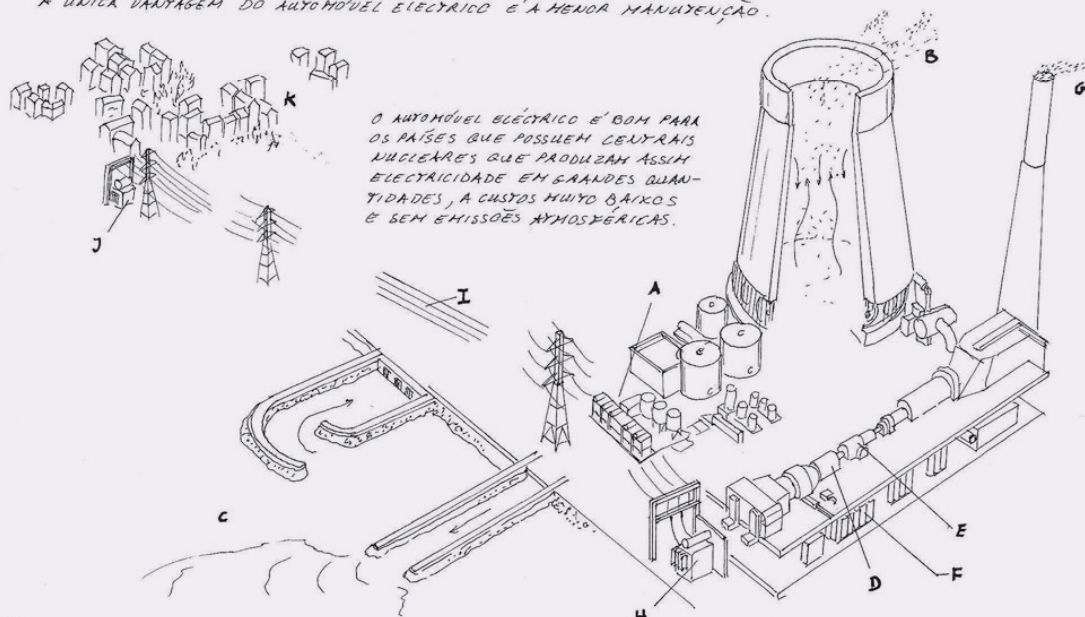 A ÚNICA VANTAGEM DO AUTOMÓVEL ELÉCTRICO É A MENOR MANUTENÇÃO.
B
G
K
O AUTOMÓVEL ELÉCTRICO É BOM PARA
OS PAÍSES QUE POSSUEM CENTRAIS
NUCLEARES QUE PRODUZAM ASSIM
ELECTRICIDADE EM GRANDES QUAN-
TIDADES, A CUSTOS MUITO BAIXOS
E SEM EMISSÕES ATMOSFÉRICAS.
J
I
A
C
E
F
D
H